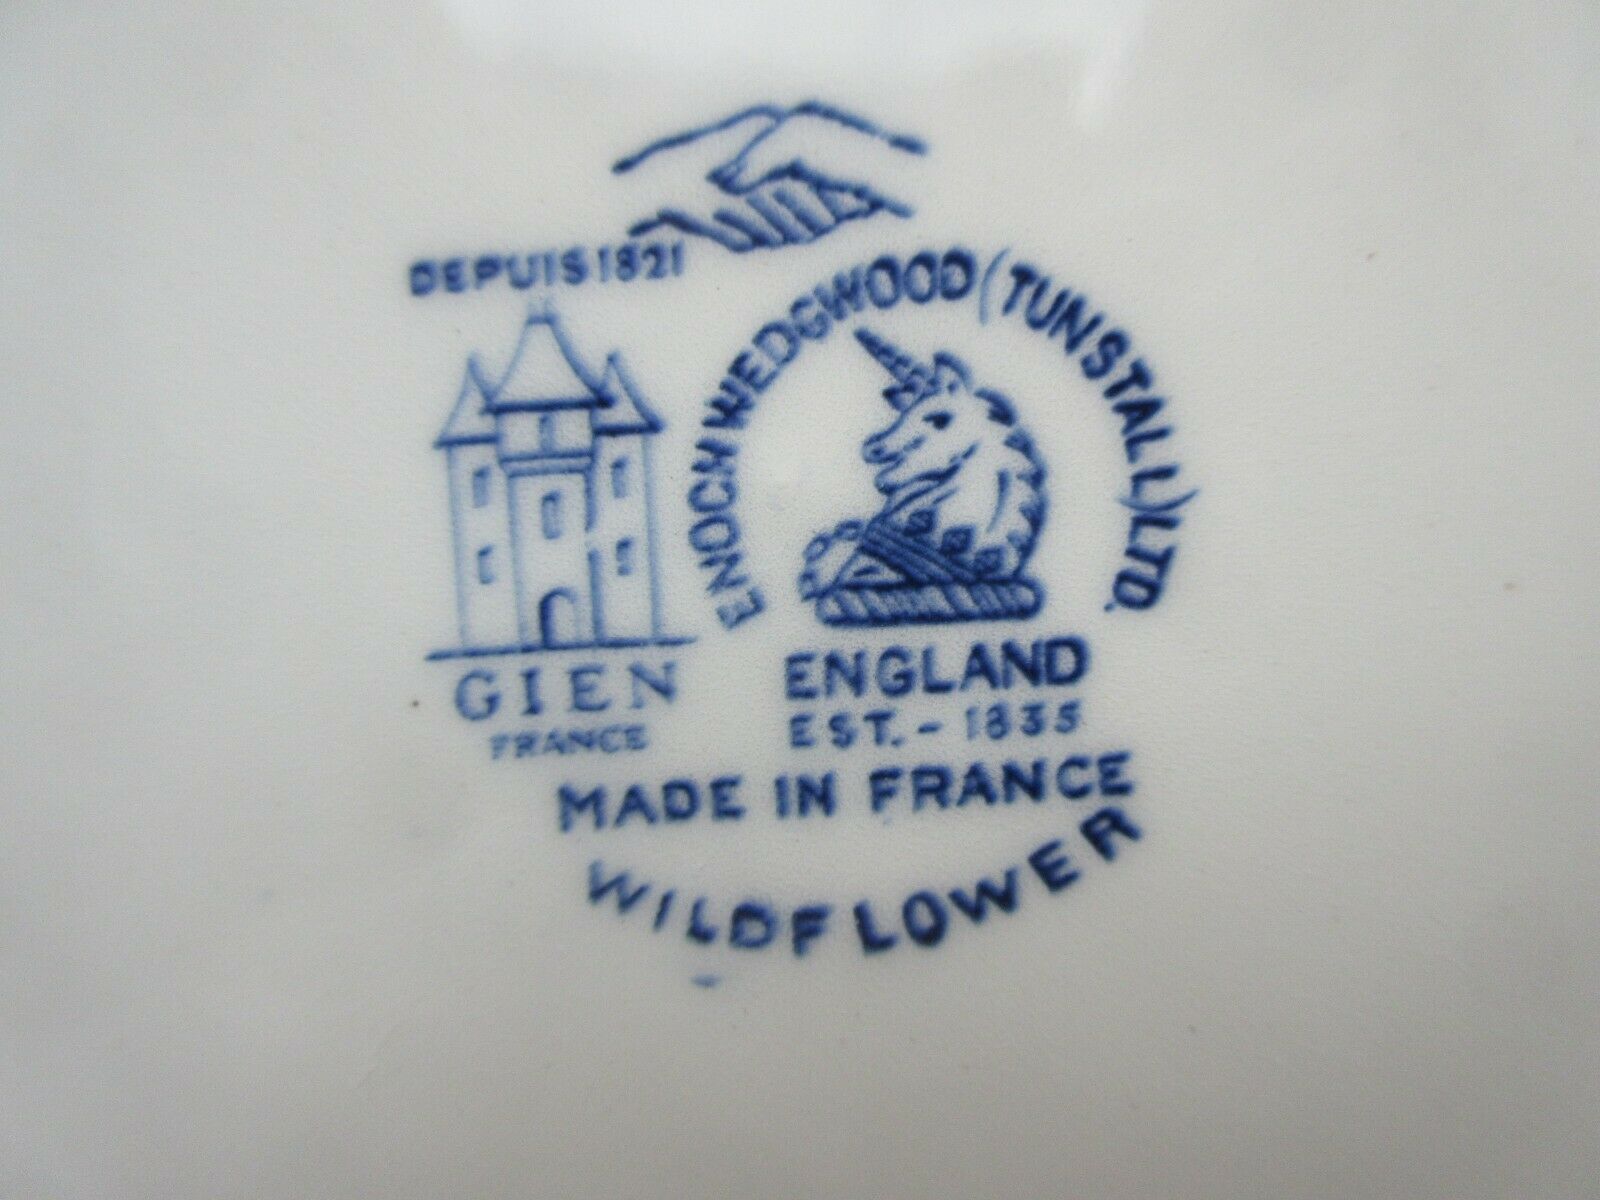 DEPUIS 1821
GIEN
FRANCE
ENOCH WEDGWOOD (TUNSTALL) LTD.
ENGLAND
EST. - 1835
MADE IN FRANCE
WILDFLOWER